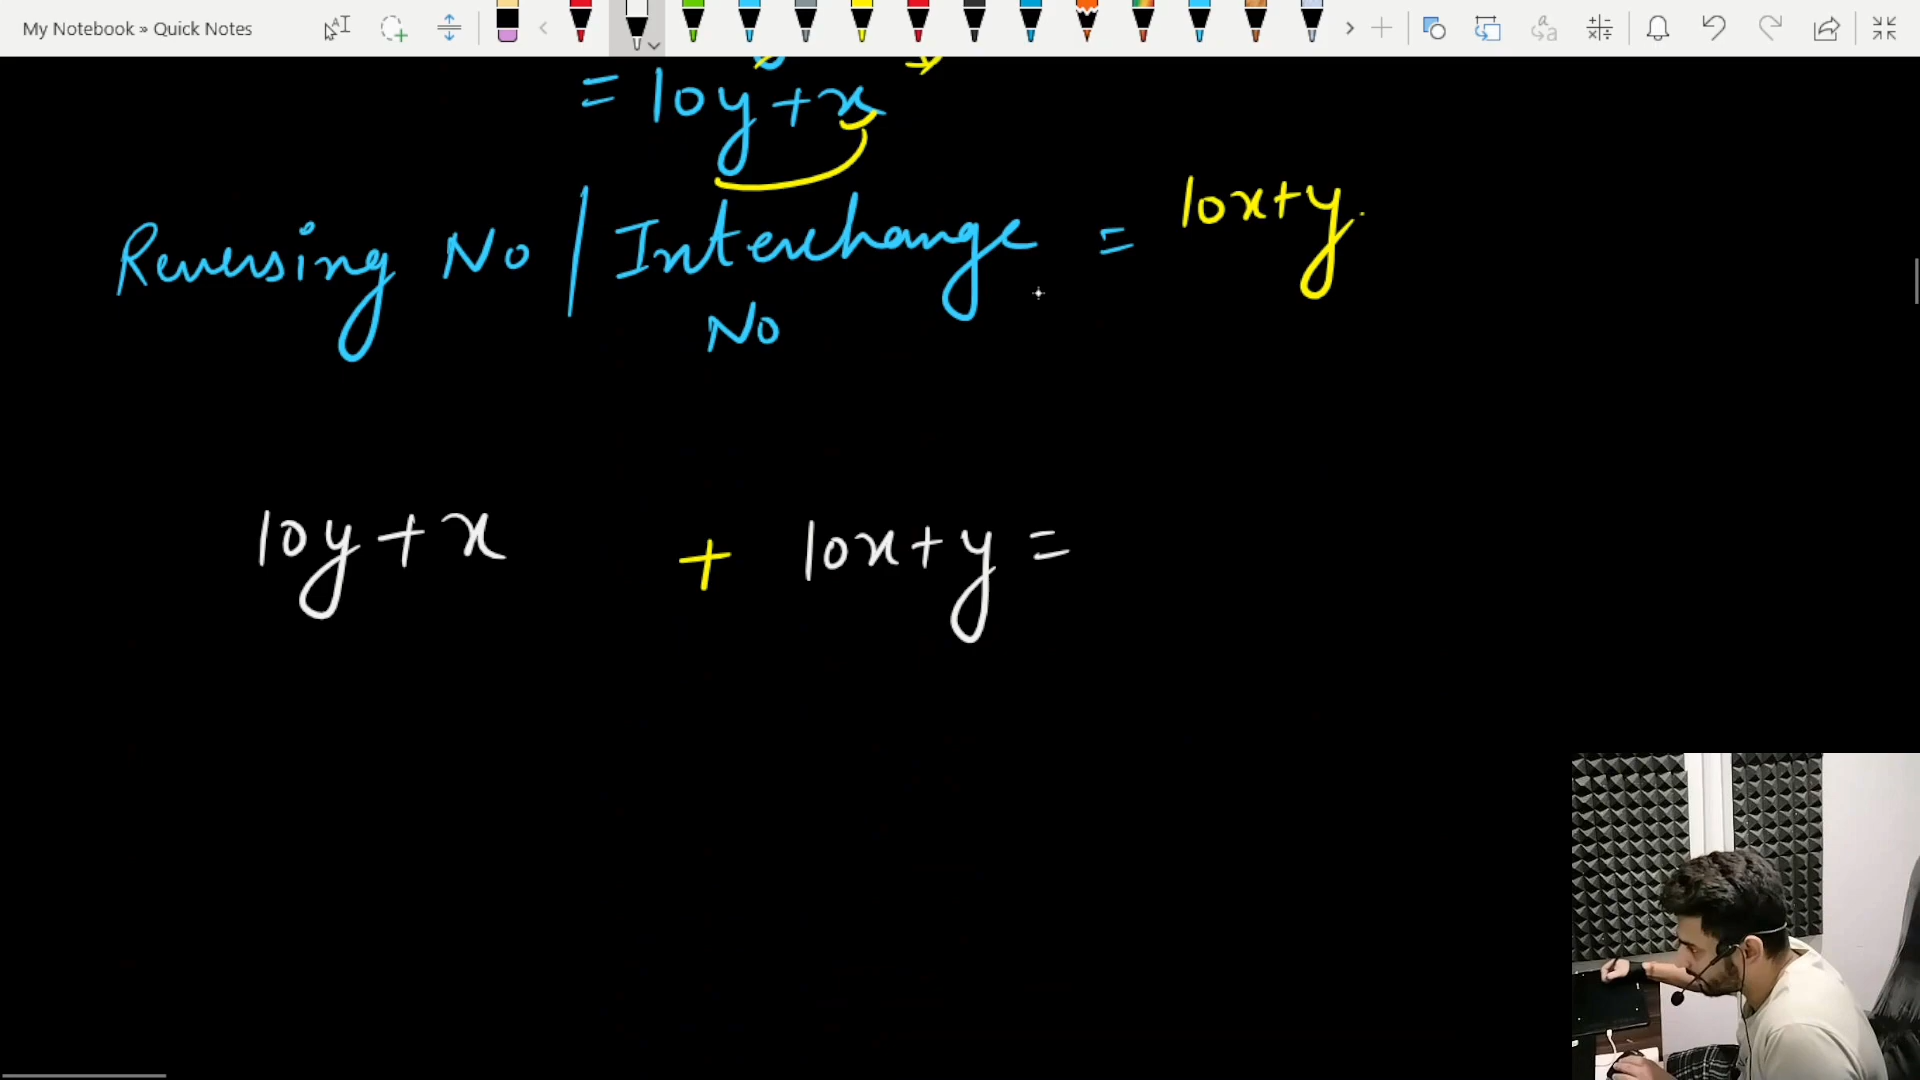 My Notebook » Quick Notes
= 10y + x
Reversing No / Interchange = 10x+y.
No
10y + x + 10x + y =